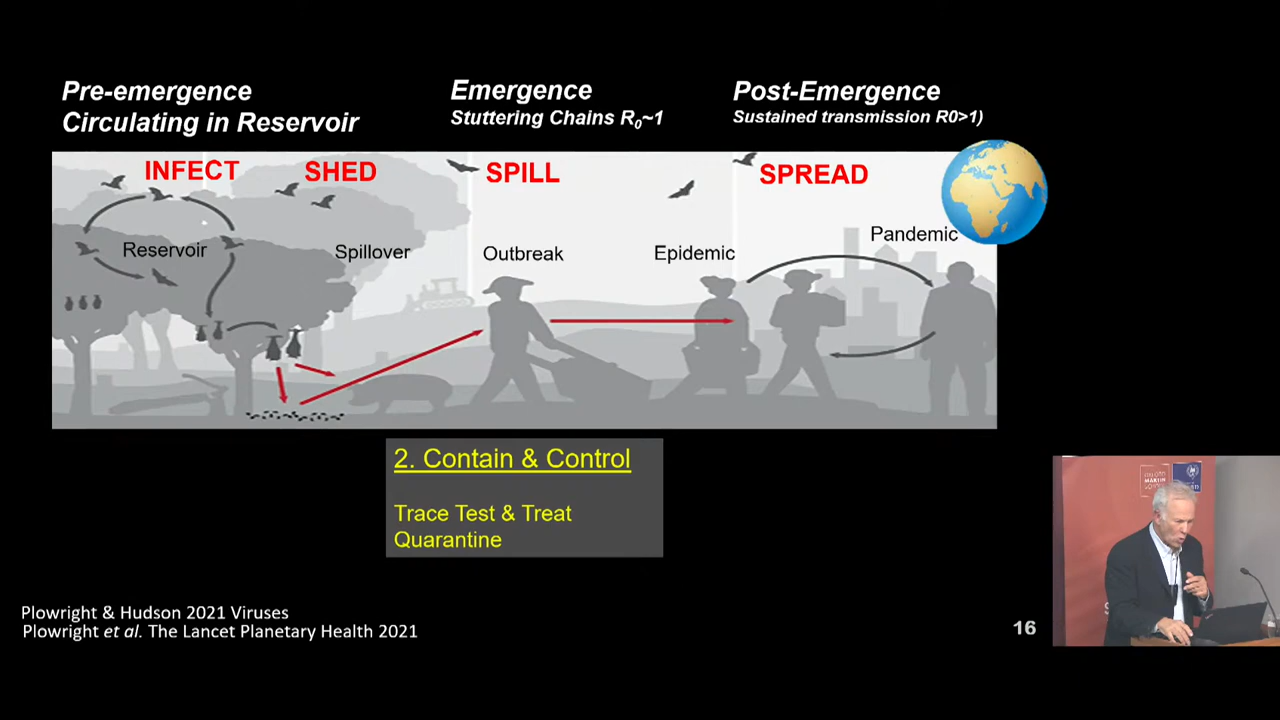 Pre-emergence
Circulating in Reservoir
Emergence
Stuttering Chains R0~1
Post-Emergence
Sustained transmission R0>1)
INFECT
SHED
SPILL
SPREAD
Reservoir
Spillover
Outbreak
Epidemic
Pandemic
2. Contain & Control
Trace Test & Treat
Quarantine
Plowright & Hudson 2021 Viruses
Plowright et al. The Lancet Planetary Health 2021
16
MARTIN